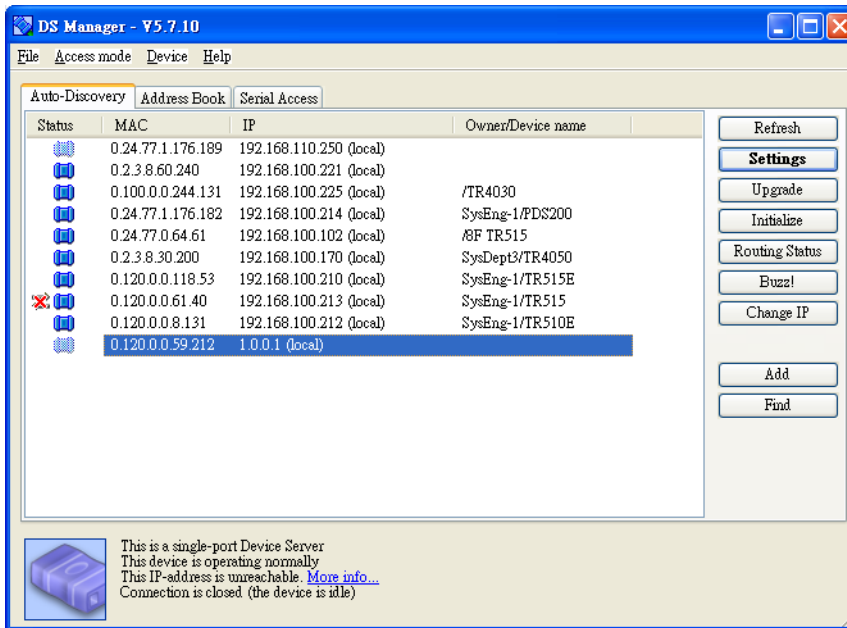 DS Manager - V5.7.10
File Access mode Device Help
Auto-Discovery Address Book Serial Access
Status MAC IP Owner/Device name
0.24.77.1.176.189 192.168.110.250 (local)
0.2.3.8.60.240 192.168.100.221 (local)
0.100.0.0.244.131 192.168.100.225 (local) /TR4030
0.24.77.1.176.182 192.168.100.214 (local) SysEng-1/PDS200
0.24.77.0.64.61 192.168.100.102 (local) /8F TR515
0.2.3.8.30.200 192.168.100.170 (local) SysDept3/TR4050
0.120.0.0.118.53 192.168.100.210 (local) SysEng-1/TR515E
0.120.0.0.61.40 192.168.100.213 (local) SysEng-1/TR515
0.120.0.0.8.131 192.168.100.212 (local) SysEng-1/TR510E
0.120.0.0.59.212 1.0.0.1 (local)
Refresh
Settings
Upgrade
Initialize
Routing Status
Buzz!
Change IP
Add
Find
This is a single-port Device Server
This device is operating normally
This IP-address is unreachable. More info...
Connection is closed (the device is idle)